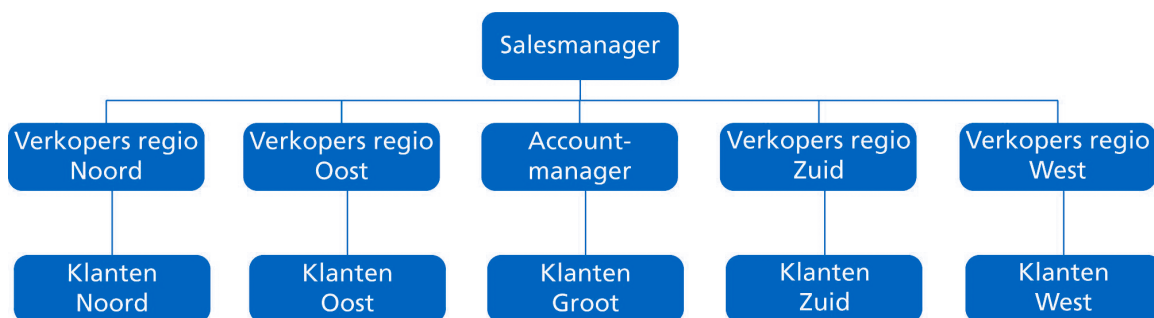 Salesmanager
Verkopers regio
Noord
Verkopers regio
Oost
Account-
manager
Verkopers regio
Zuid
Verkopers regio
West
Klanten
Noord
Klanten
Oost
Klanten
Groot
Klanten
Zuid
Klanten
West